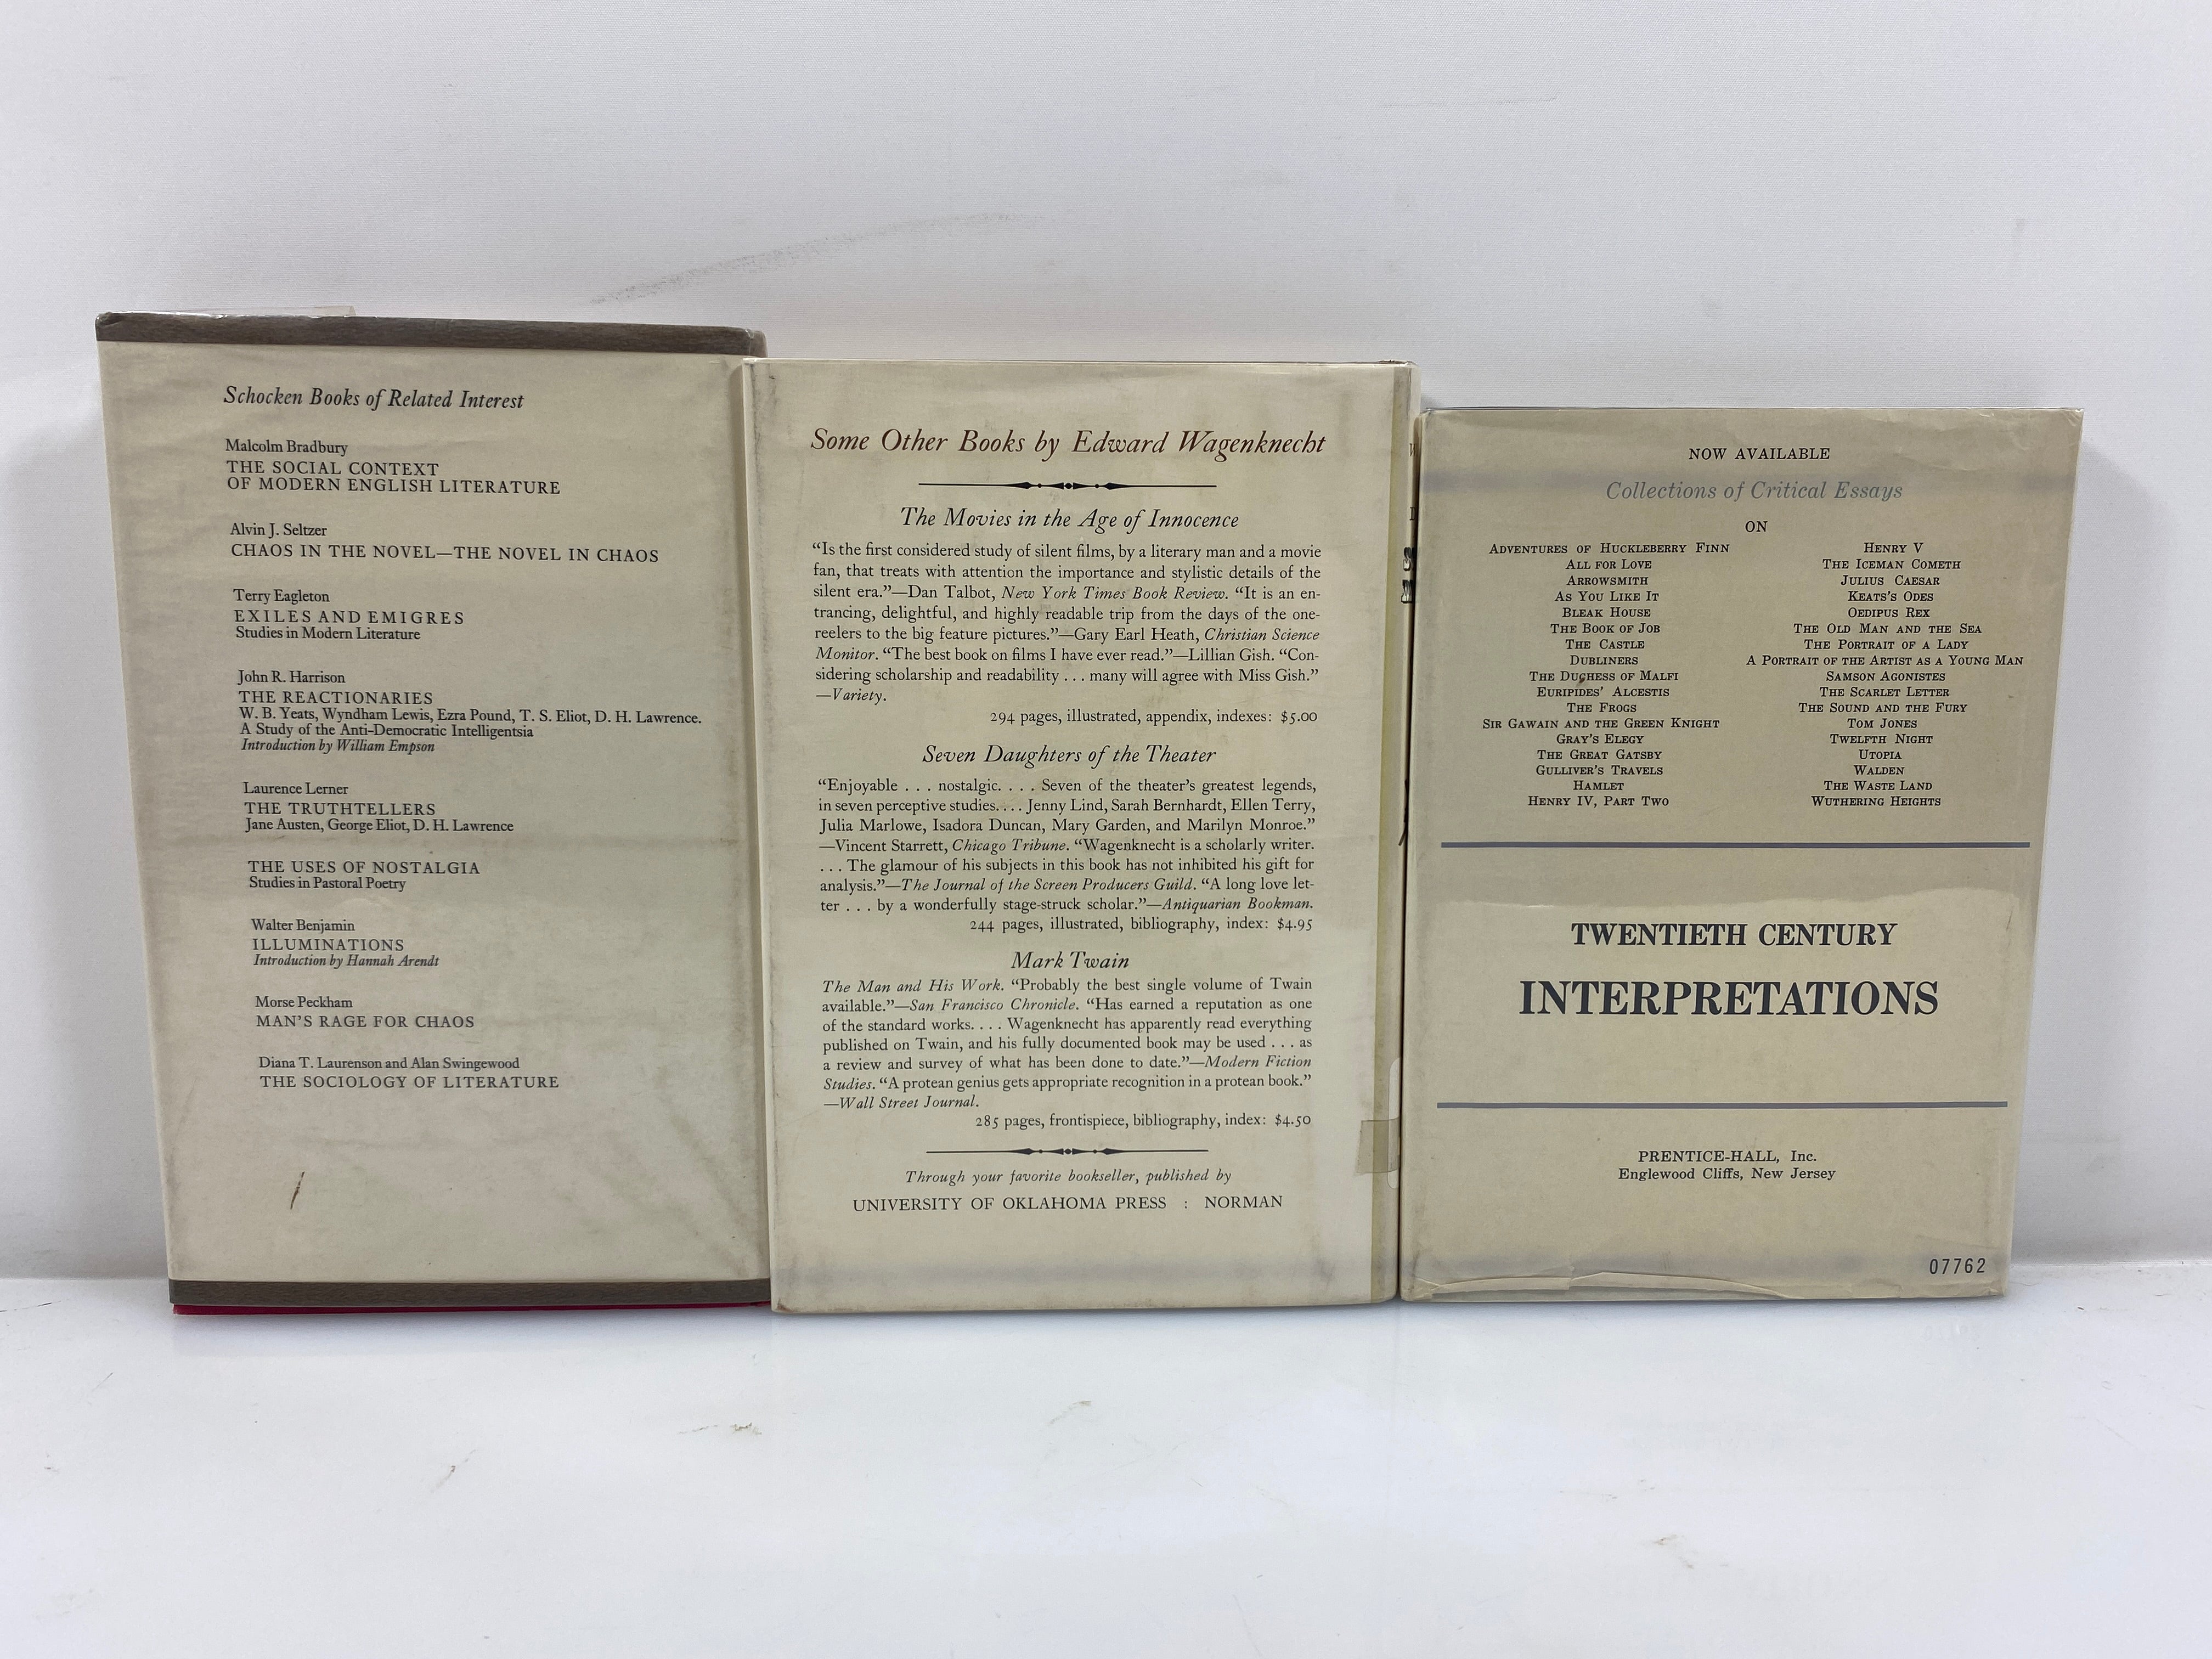 Schocken Books of Related Interest
Malcolm Bradbury
THE SOCIAL CONTEXT
OF MODERN ENGLISH LITERATURE
Alvin J. Seltzer
CHAOS IN THE NOVEL—THE NOVEL IN CHAOS
Terry Eagleton
EXILES AND EMIGRES
Studies in Modern Literature
John R. Harrison
THE REACTIONARIES
W. B. Yeats, Wyndham Lewis, Ezra Pound, T. S. Eliot, D. H. Lawrence.
A Study of the Anti-Democratic Intelligentsia
Introduction by William Empson
Laurence Lerner
THE TRUTHTELLERS
Jane Austen, George Eliot, D. H. Lawrence
THE USES OF NOSTALGIA
Studies in Pastoral Poetry
Walter Benjamin
ILLUMINATIONS
Introduction by Hannah Arendt
Morse Peckham
MAN'S RAGE FOR CHAOS
Diana T. Laurenson and Alan Swingewood
THE SOCIOLOGY OF LITERATURE
Some Other Books by Edward Wagenknecht
The Movies in the Age of Innocence
“Is the first considered study of silent films, by a literary man and a movie
fan, that treats with attention the importance and stylistic details of the
silent era.”—Dan Talbot, New York Times Book Review. “It is an en-
trancing, delightful, and highly readable trip from the days of the one-
reelers to the big feature pictures.”—Gary Earl Heath, Christian Science
Monitor. “The best book on films I have ever read.”—Lillian Gish. “Con-
sidering scholarship and readability . . . many will agree with Miss Gish.”
—Variety.
294 pages, illustrated, appendix, indexes: $5.00
Seven Daughters of the Theater
“Enjoyable . . . nostalgic. . . . Seven of the theater’s greatest legends,
in seven perceptive studies. . . . Jenny Lind, Sarah Bernhardt, Ellen Terry,
Julia Marlowe, Isadora Duncan, Mary Garden, and Marilyn Monroe.”
—Vincent Starrett, Chicago Tribune. “Wagenknecht is a scholarly writer.
. . . The glamour of his subjects in this book has not inhibited his gift for
analysis.”—The Journal of the Screen Producers Guild. “A long love let-
ter . . . by a wonderfully stage-struck scholar.”—Antiquarian Bookman.
244 pages, illustrated, bibliography, index: $4.95
Mark Twain
The Man and His Work. “Probably the best single volume of Twain
available.”—San Francisco Chronicle. “Has earned a reputation as one
of the standard works. . . . Wagenknecht has apparently read everything
published on Twain, and his fully documented book may be used . . . as
a review and survey of what has been done to date.”—Modern Fiction
Studies. “A protean genius gets appropriate recognition in a protean book.”
—Wall Street Journal.
285 pages, frontispiece, bibliography, index: $4.50
Through your favorite bookseller, published by
UNIVERSITY OF OKLAHOMA PRESS : NORMAN
NOW AVAILABLE
Collections of Critical Essays
ON
ADVENTURES OF HUCKLEBERRY FINN
ALL FOR LOVE
ARROWSMITH
AS YOU LIKE IT
BLEAK HOUSE
THE BOOK OF JOB
THE CASTLE
DUBLINERS
THE DUCHESS OF MALFI
EURIPIDES’ ALCESTIS
THE FROGS
SIR GAWAIN AND THE GREEN KNIGHT
GRAY’S ELEGY
THE GREAT GATSBY
GULLIVER’S TRAVELS
HAMLET
HENRY IV, PART TWO
HENRY V
THE ICEMAN COMETH
JULIUS CAESAR
KEATS’S ODES
OEDIPUS REX
THE OLD MAN AND THE SEA
THE PORTRAIT OF A LADY
A PORTRAIT OF THE ARTIST AS A YOUNG MAN
SAMSON AGONISTES
THE SCARLET LETTER
THE SOUND AND THE FURY
TOM JONES
TWELFTH NIGHT
UTOPIA
WALDEN
THE WASTE LAND
WUTHERING HEIGHTS
TWENTIETH CENTURY
INTERPRETATIONS
PRENTICE-HALL, Inc.
Englewood Cliffs, New Jersey
07762